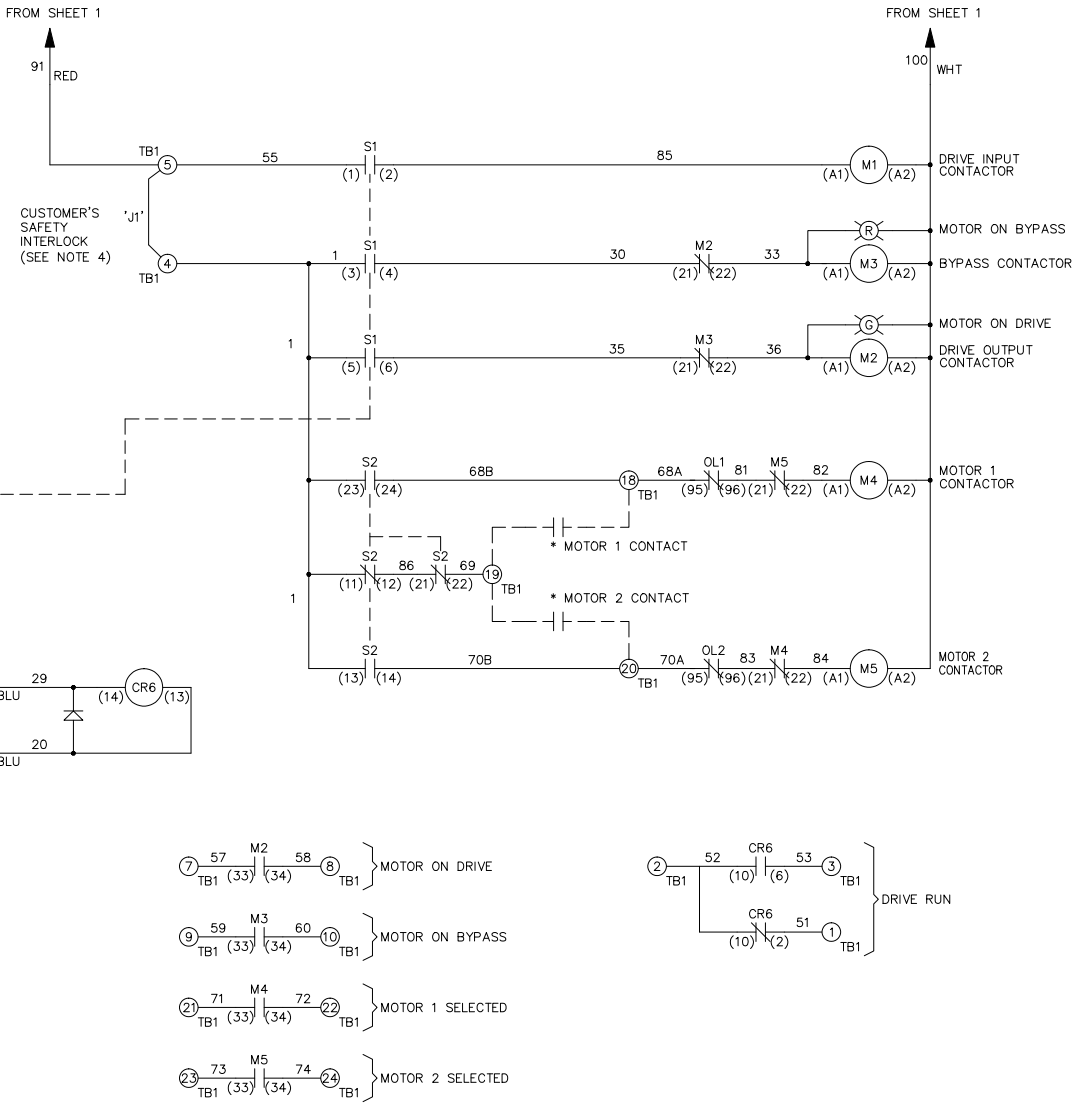 FROM SHEET 1
FROM SHEET 1
91
RED
100
WHT
TB1
5
55
S1
(1)
(2)
85
M1
(A1)
(A2)
DRIVE INPUT
CONTACTOR
CUSTOMER'S
SAFETY
INTERLOCK
(SEE NOTE 4)
'J1'
R
MOTOR ON BYPASS
4
TB1
1
S1
(3)
(4)
30
M2
(21)
(22)
33
M3
(A1)
(A2)
BYPASS CONTACTOR
G
MOTOR ON DRIVE
1
S1
(5)
(6)
35
M3
(21)
(22)
36
M2
(A1)
(A2)
DRIVE OUTPUT
CONTACTOR
S2
(23)
(24)
68B
18
TB1
68A
OL1
(95)
(96)
81
M5
(21)
(22)
82
M4
(A1)
(A2)
MOTOR 1
CONTACTOR
* MOTOR 1 CONTACT
S2
(11)
(12)
86
S2
(21)
(22)
69
19
TB1
1
* MOTOR 2 CONTACT
S2
(13)
(14)
70B
20
TB1
70A
OL2
(95)
(96)
83
M4
(21)
(22)
84
M5
(A1)
(A2)
MOTOR 2
CONTACTOR
29
BLU
(14)
CR6
(13)
20
BLU
7
TB1
57
M2
(33)
(34)
58
8
TB1
MOTOR ON DRIVE
9
TB1
59
M3
(33)
(34)
60
10
TB1
MOTOR ON BYPASS
21
TB1
71
M4
(33)
(34)
72
22
TB1
MOTOR 1 SELECTED
23
TB1
73
M5
(33)
(34)
74
24
TB1
MOTOR 2 SELECTED
2
TB1
52
CR6
(10)
(6)
53
3
TB1
DRIVE RUN
CR6
(10)
(2)
51
1
TB1